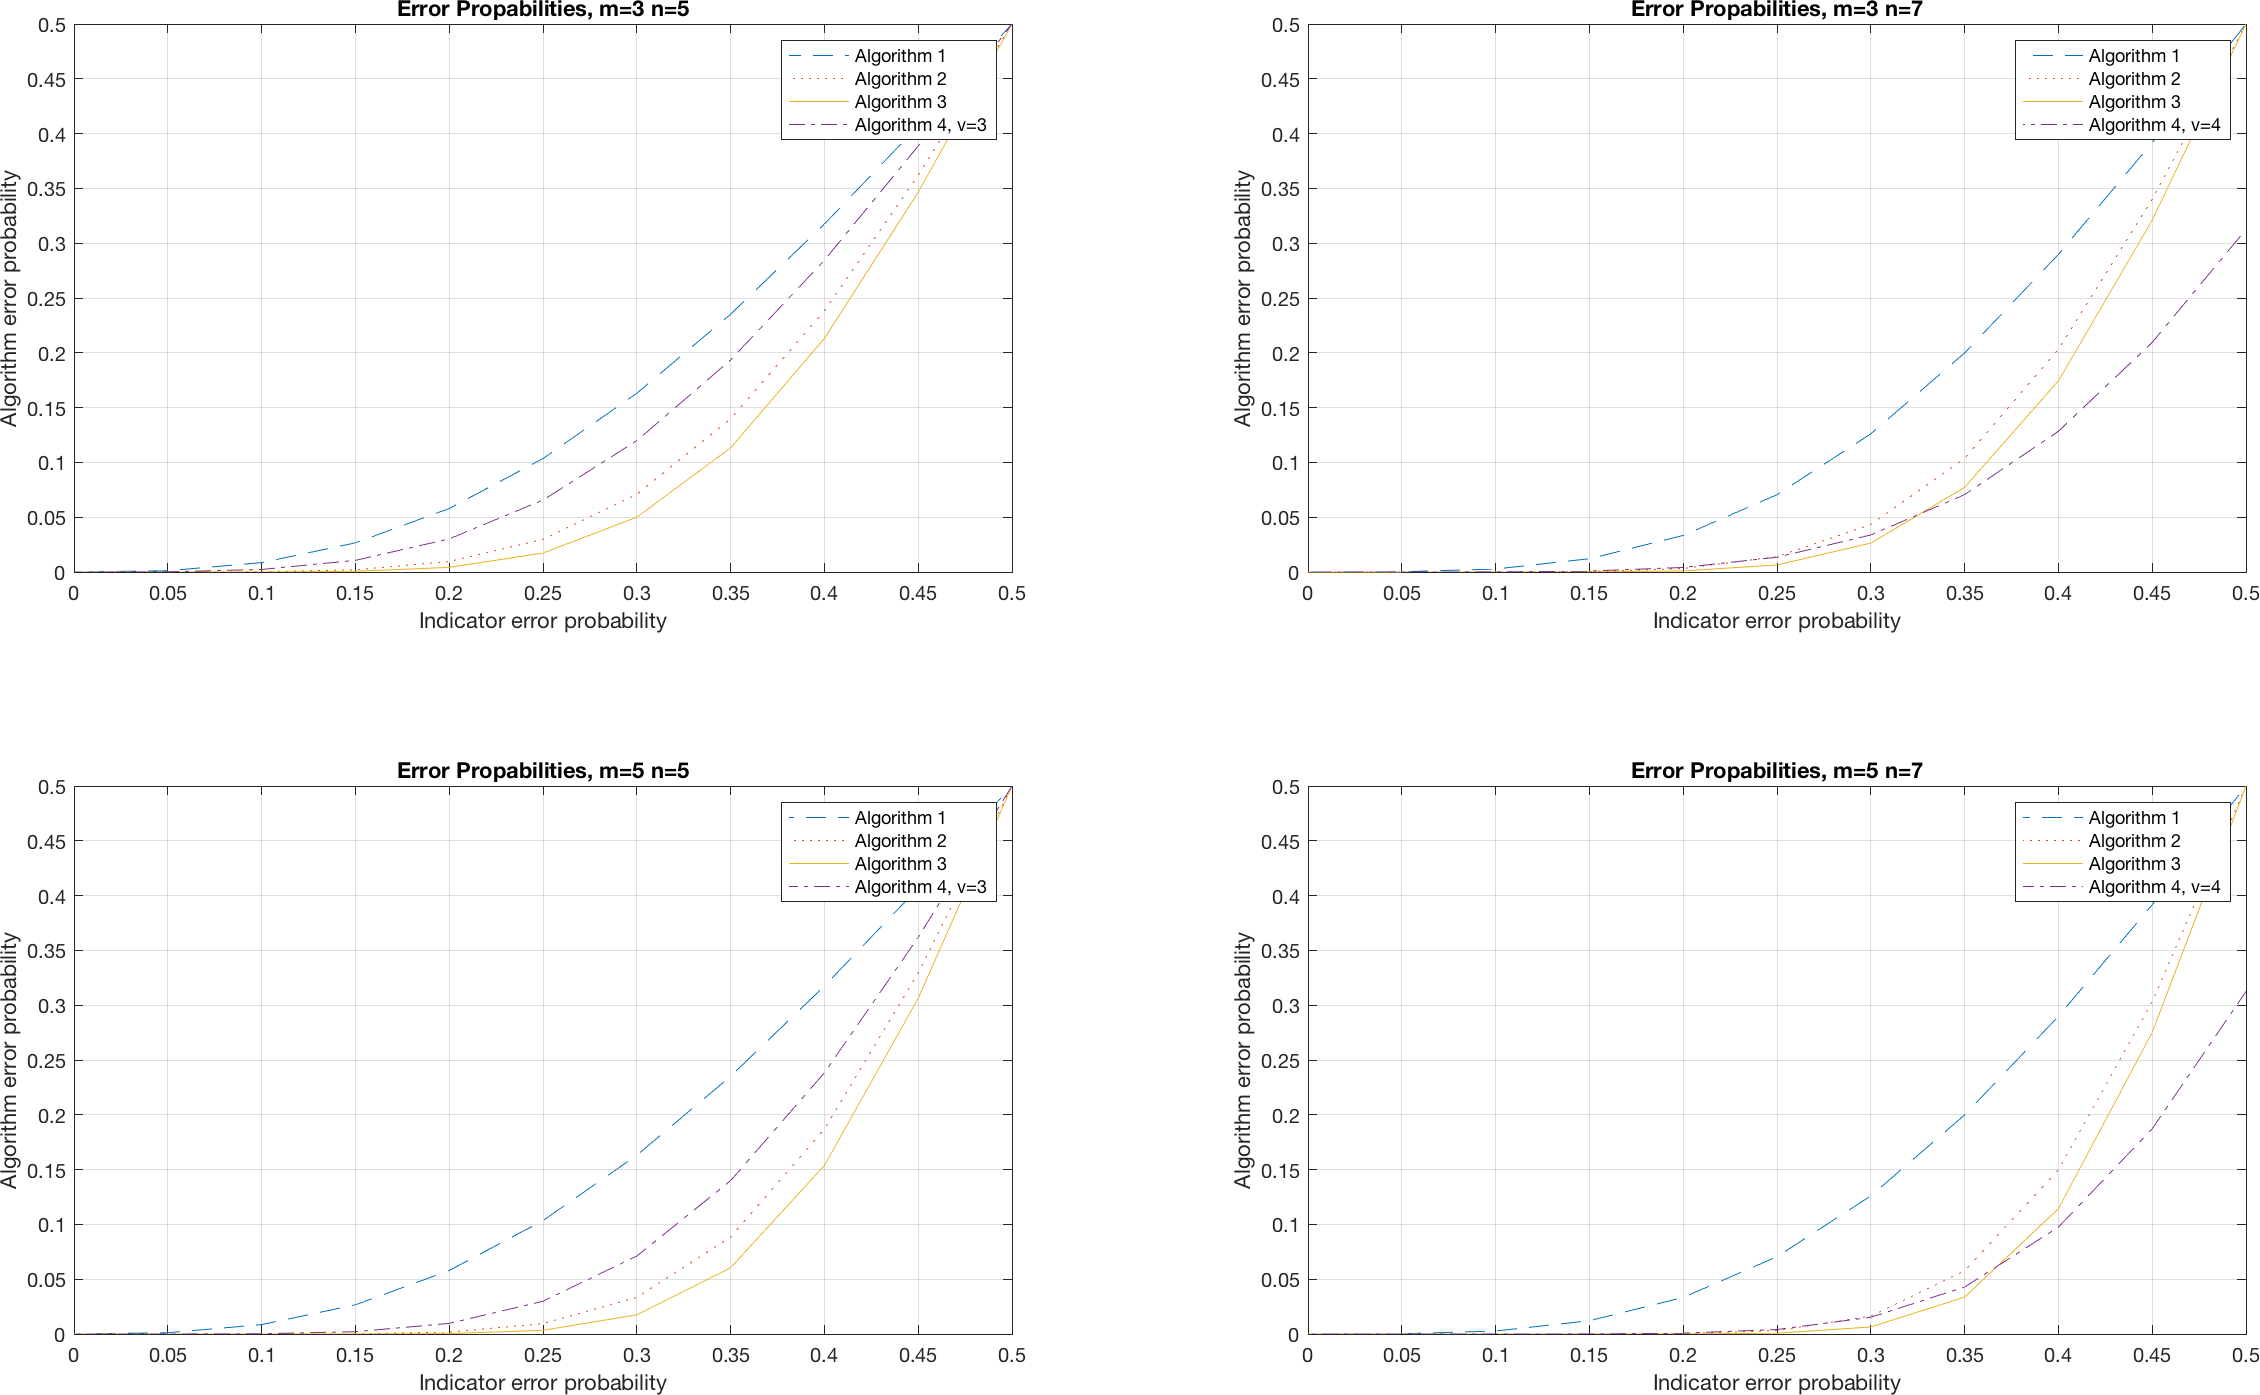 Error Propabilities, m=3 n=5
0.5
0.45
0.4
0.35
0.3
0.25
0.2
0.15
0.1
0.05
0
Algorithm error probability
Algorithm 1
Algorithm 2
Algorithm 3
Algorithm 4, v=3
0 0.05 0.1 0.15 0.2 0.25 0.3 0.35 0.4 0.45 0.5
Indicator error probability
Error Propabilities, m=3 n=7
0.5
0.45
0.4
0.35
0.3
0.25
0.2
0.15
0.1
0.05
0
Algorithm error probability
Algorithm 1
Algorithm 2
Algorithm 3
Algorithm 4, v=4
0 0.05 0.1 0.15 0.2 0.25 0.3 0.35 0.4 0.45 0.5
Indicator error probability
Error Propabilities, m=5 n=5
0.5
0.45
0.4
0.35
0.3
0.25
0.2
0.15
0.1
0.05
0
Algorithm error probability
Algorithm 1
Algorithm 2
Algorithm 3
Algorithm 4, v=3
0 0.05 0.1 0.15 0.2 0.25 0.3 0.35 0.4 0.45 0.5
Indicator error probability
Error Propabilities, m=5 n=7
0.5
0.45
0.4
0.35
0.3
0.25
0.2
0.15
0.1
0.05
0
Algorithm error probability
Algorithm 1
Algorithm 2
Algorithm 3
Algorithm 4, v=4
0 0.05 0.1 0.15 0.2 0.25 0.3 0.35 0.4 0.45 0.5
Indicator error probability